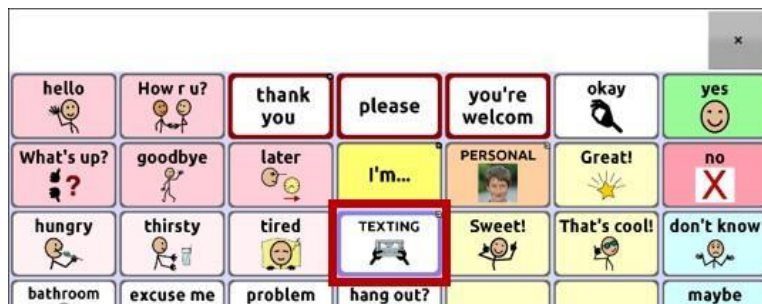 ×
hello How r u? thank you please you're welcom okay yes
What's up? goodbye later I'm... PERSONAL Great! no
hungry thirsty tired TEXTING Sweet! That's cool! don't know
bathroom excuse me problem hang out? maybe